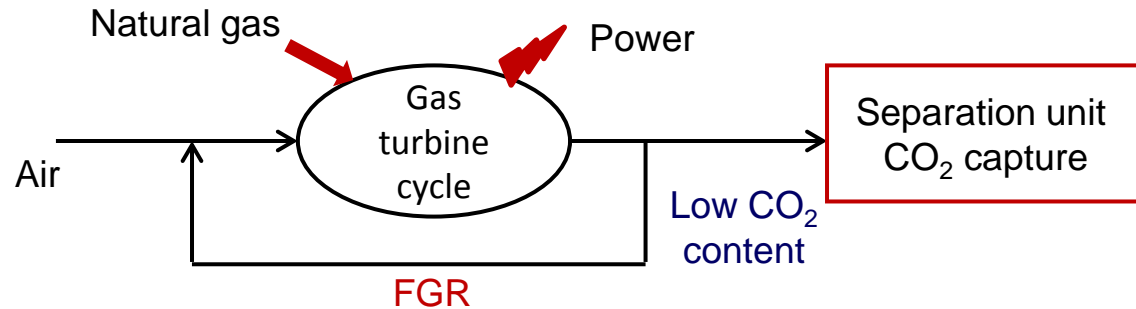 Natural gas
Power
Gas
turbine
cycle
Separation unit
CO₂ capture
Air
Low CO₂
content
FGR